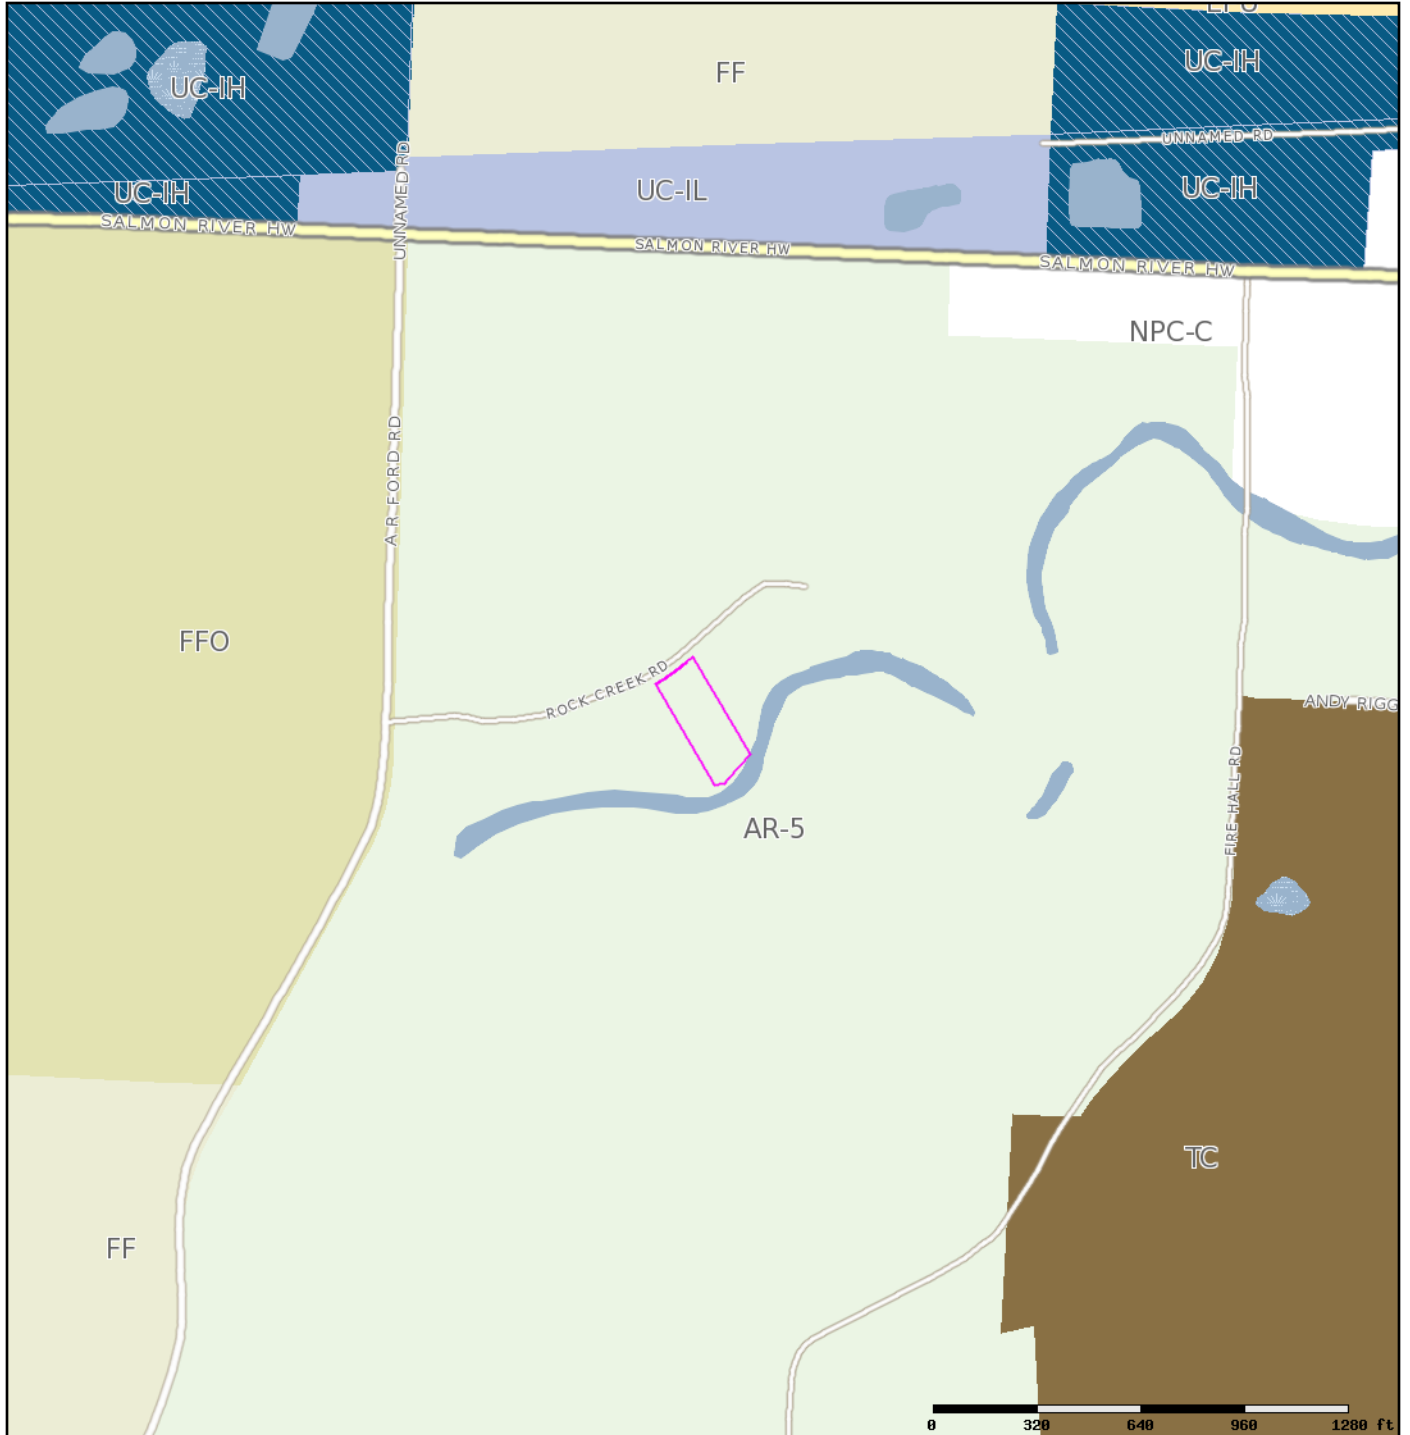 FF
UC-IH
UC-IH
UNNAMED RD
UNNAMED RD
UC-IH
UC-IL
UC-IH
SALMON RIVER HW
SALMON RIVER HW
SALMON RIVER HW
NPC-C
A R FORD RD
FFO
ROCK CREEK RD
ANDY RIGG
FIRE HALL RD
AR-5
TC
FF
0 320 640 960 1280 ft